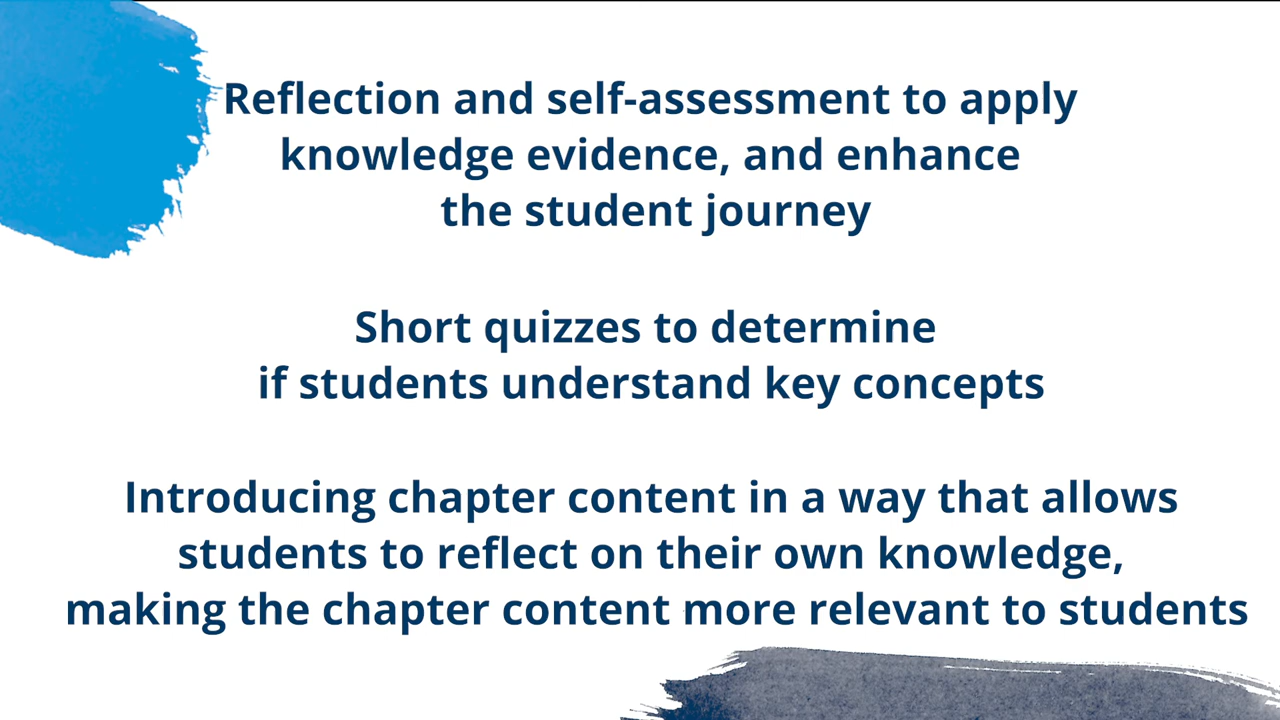 Reflection and self-assessment to apply
knowledge evidence, and enhance
the student journey
Short quizzes to determine
if students understand key concepts
Introducing chapter content in a way that allows
students to reflect on their own knowledge,
making the chapter content more relevant to students